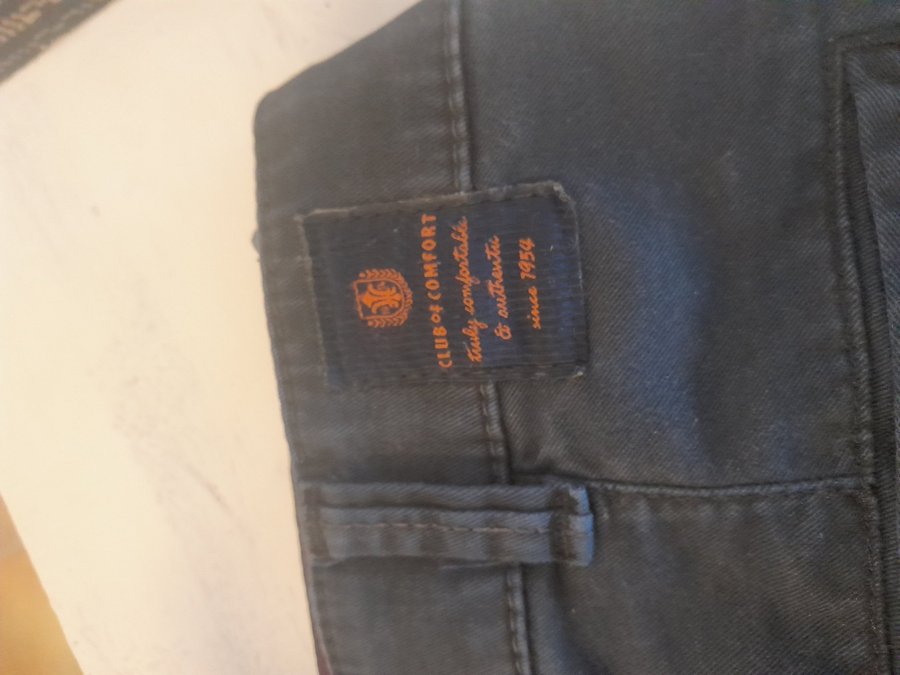 CLUB OF COMFORT
truly comfortable
& authentic
since 1954